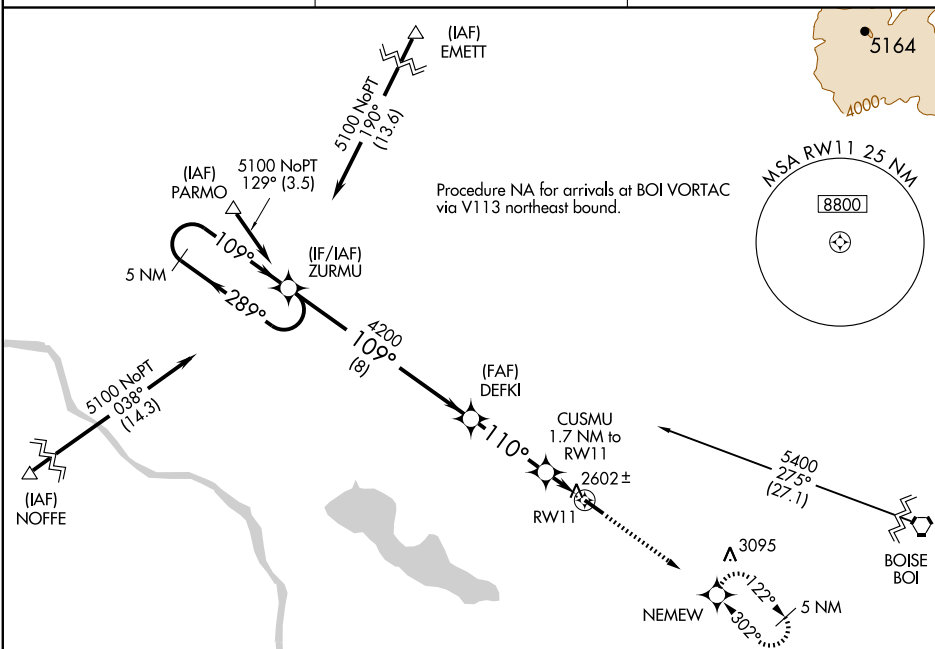 (IAF)
EMETT
5164
4000
5100 NoPT
190°
(13.6)
(IAF)
PARMO
5100 NoPT
129° (3.5)
Procedure NA for arrivals at BOI VORTAC
via V113 northeast bound.
MSA RW11 25 NM
8800
109°
(IF/IAF)
ZURMU
5 NM
289°
4200
109°
(8)
5100 NoPT
038°
(14.3)
(IAF)
NOFFE
(FAF)
DEFKI
110°
CUSMU
1.7 NM to
RW11
2602±
RW11
5400
275°
(27.1)
BOISE
BOI
3095
122°
5 NM
302°
NEMEW